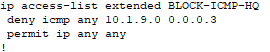 ip access-list extended BLOCK-ICMP-HQ
 deny icmp any 10.1.9.0 0.0.0.3
 permit ip any any
!